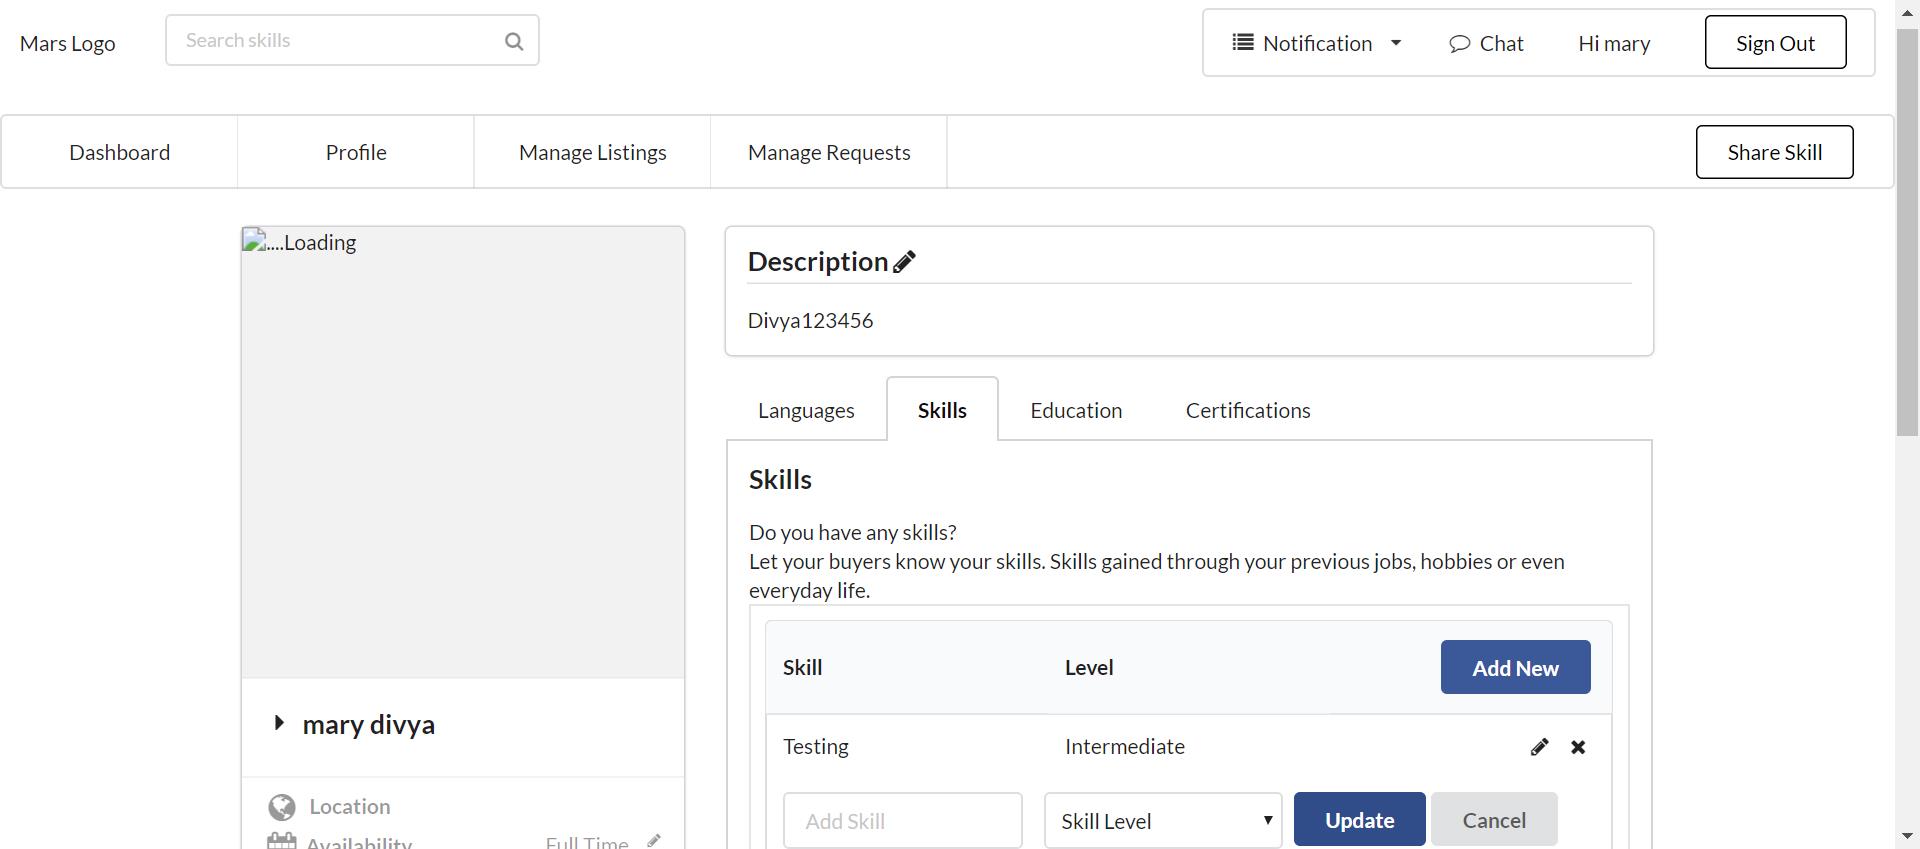 Mars Logo
Search skills
Notification
Chat
Hi mary
Sign Out
Dashboard
Profile
Manage Listings
Manage Requests
Share Skill
....Loading
mary divya
Location
Availability
Full Time
Description
Divya123456
Languages
Skills
Education
Certifications
Skills
Do you have any skills?
Let your buyers know your skills. Skills gained through your previous jobs, hobbies or even
everyday life.
Skill
Level
Add New
Testing
Intermediate
Add Skill
Skill Level
Update
Cancel